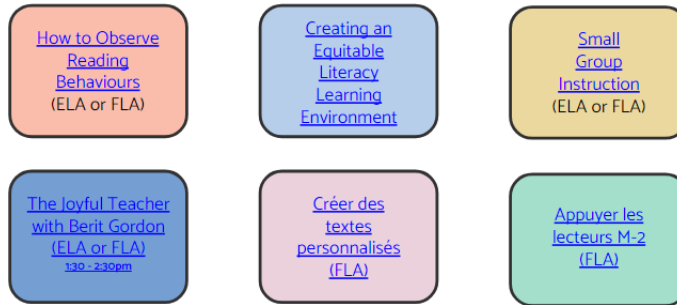 How to Observe
Reading
Behaviours
(ELA or FLA)
Creating an
Equitable
Literacy
Learning
Environment
Small
Group
Instruction
(ELA or FLA)
The Joyful Teacher
with Berit Gordon
(ELA or FLA)
1:30 - 2:30pm
Créer des
textes
personnalisés
(FLA)
Appuyer les
lecteurs M-2
(FLA)